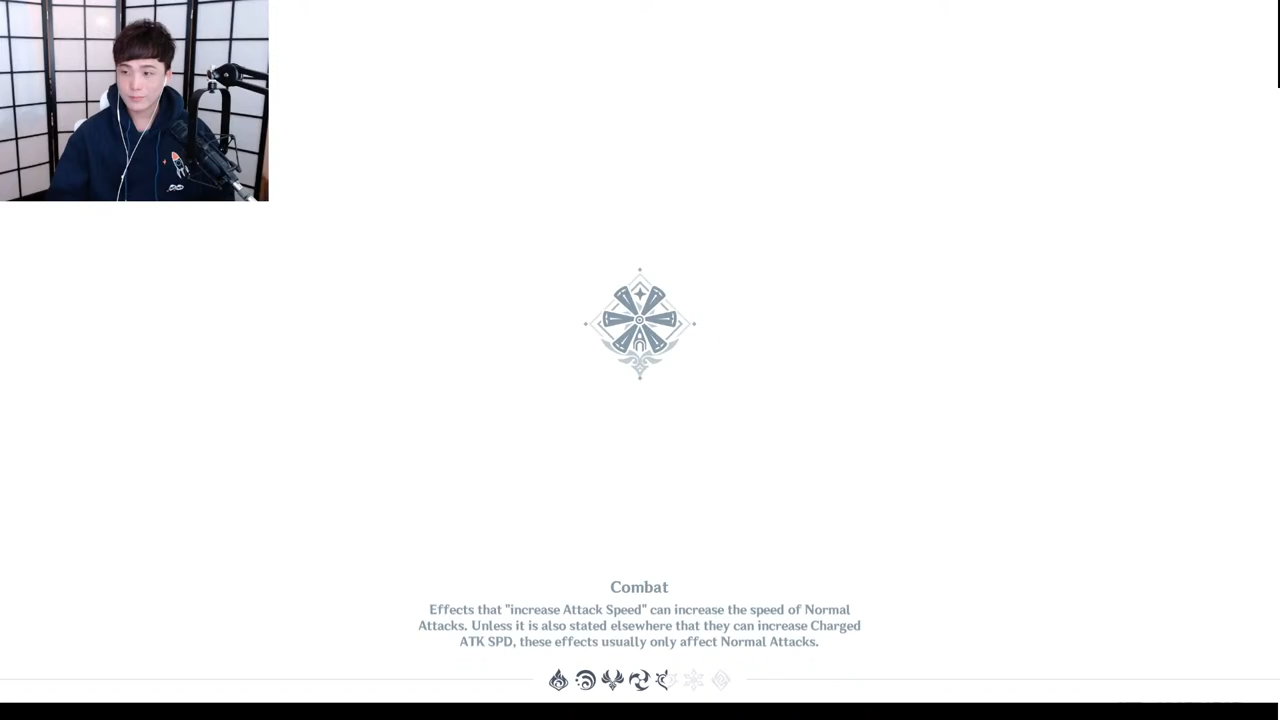 Combat
Effects that "increase Attack Speed" can increase the speed of Normal
Attacks. Unless it is also stated elsewhere that they can increase Charged
ATK SPD, these effects usually only affect Normal Attacks.